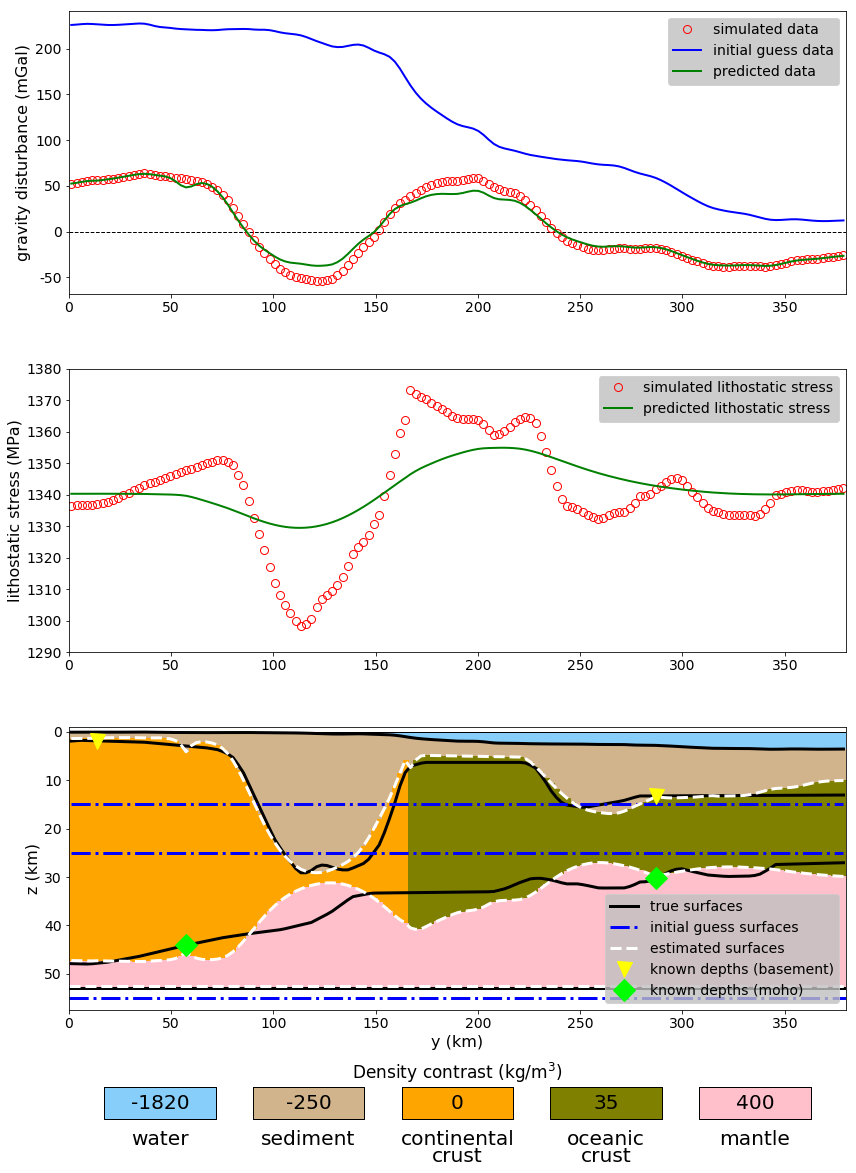 simulated data
initial guess data
predicted data
gravity disturbance (mGal)
200
150
100
50
0
-50
0 50 100 150 200 250 300 350
simulated lithostatic stress
predicted lithostatic stress
lithostatic stress (MPa)
1380
1370
1360
1350
1340
1330
1320
1310
1300
1290
0 50 100 150 200 250 300 350
z (km)
0
10
20
30
40
50
true surfaces
initial guess surfaces
estimated surfaces
known depths (basement)
known depths (moho)
0 50 100 150 200 250 300 350
y (km)
Density contrast (kg/m³)
-1820 -250 0 35 400
water sediment continental oceanic mantle
crust crust